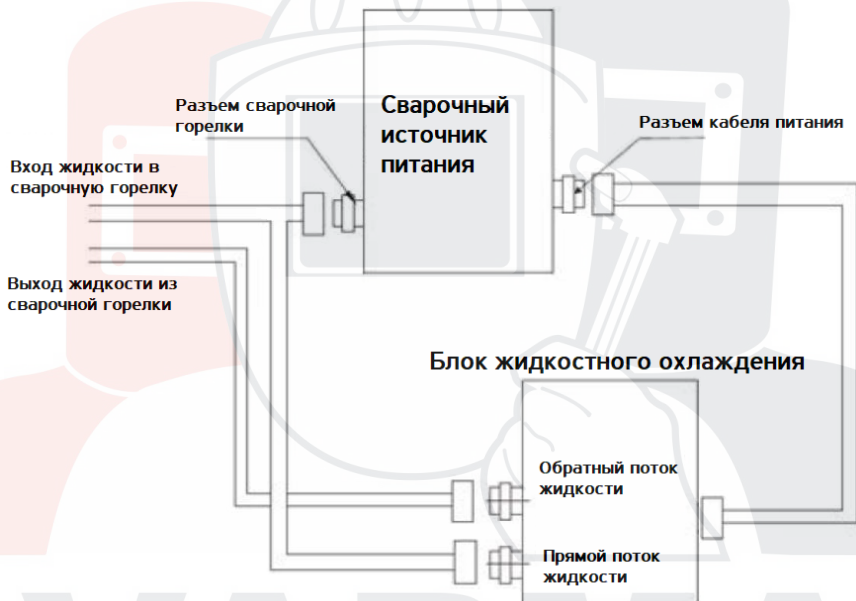 Разъем сварочной
горелки
Сварочный
источник
питания
Разъем кабеля питания
Вход жидкости в
сварочную горелку
Выход жидкости из
сварочной горелки
Блок жидкостного охлаждения
Обратный поток
жидкости
Прямой поток
жидкости